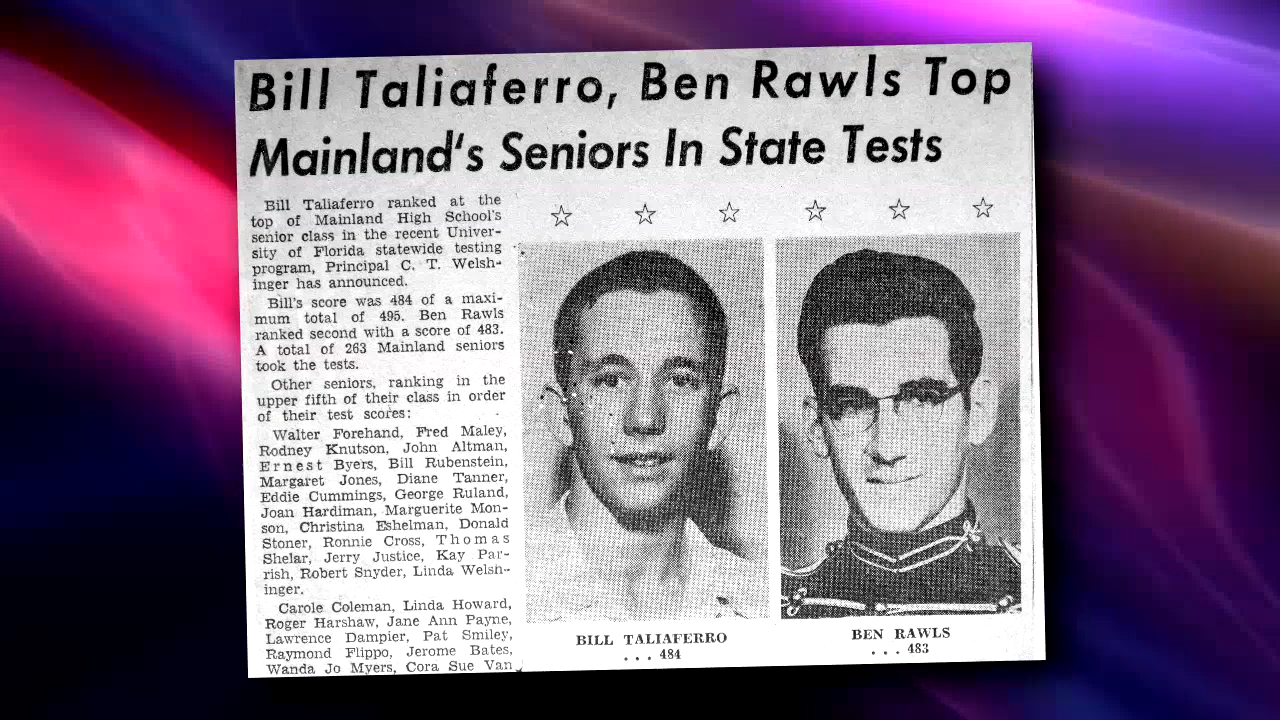 Bill Taliaferro, Ben Rawls Top
Mainland's Seniors In State Tests
Bill Taliaferro ranked at the
top of Mainland High School's
senior class in the recent Univer-
sity of Florida statewide testing
program, Principal C. T. Welsh-
inger has announced.
Bill's score was 484 of a maxi-
mum total of 495. Ben Rawls
ranked second with a score of 483.
A total of 263 Mainland seniors
took the tests.
Other seniors, ranking in the
upper fifth of their class in order
of their test scores:
Walter Forehand, Fred Maley,
Rodney Knutson, John Altman,
Ernest Byers, Bill Rubenstein,
Margaret Jones, Diane Tanner,
Eddie Cummings, George Ruland,
Joan Hardiman, Marguerite Mon-
son, Christina Eshelman, Donald
Stoner, Ronnie Cross, Thomas
Shelar, Jerry Justice, Kay Par-
rish, Robert Snyder, Linda Welsh-
inger.
Carole Coleman, Linda Howard,
Roger Harshaw, Jane Ann Payne,
Lawrence Dampier, Pat Smiley,
Raymond Flippo, Jerome Bates,
Wanda Jo Myers, Cora Sue Van
BILL TALIAFERRO
. . . 484
BEN RAWLS
. . . 483